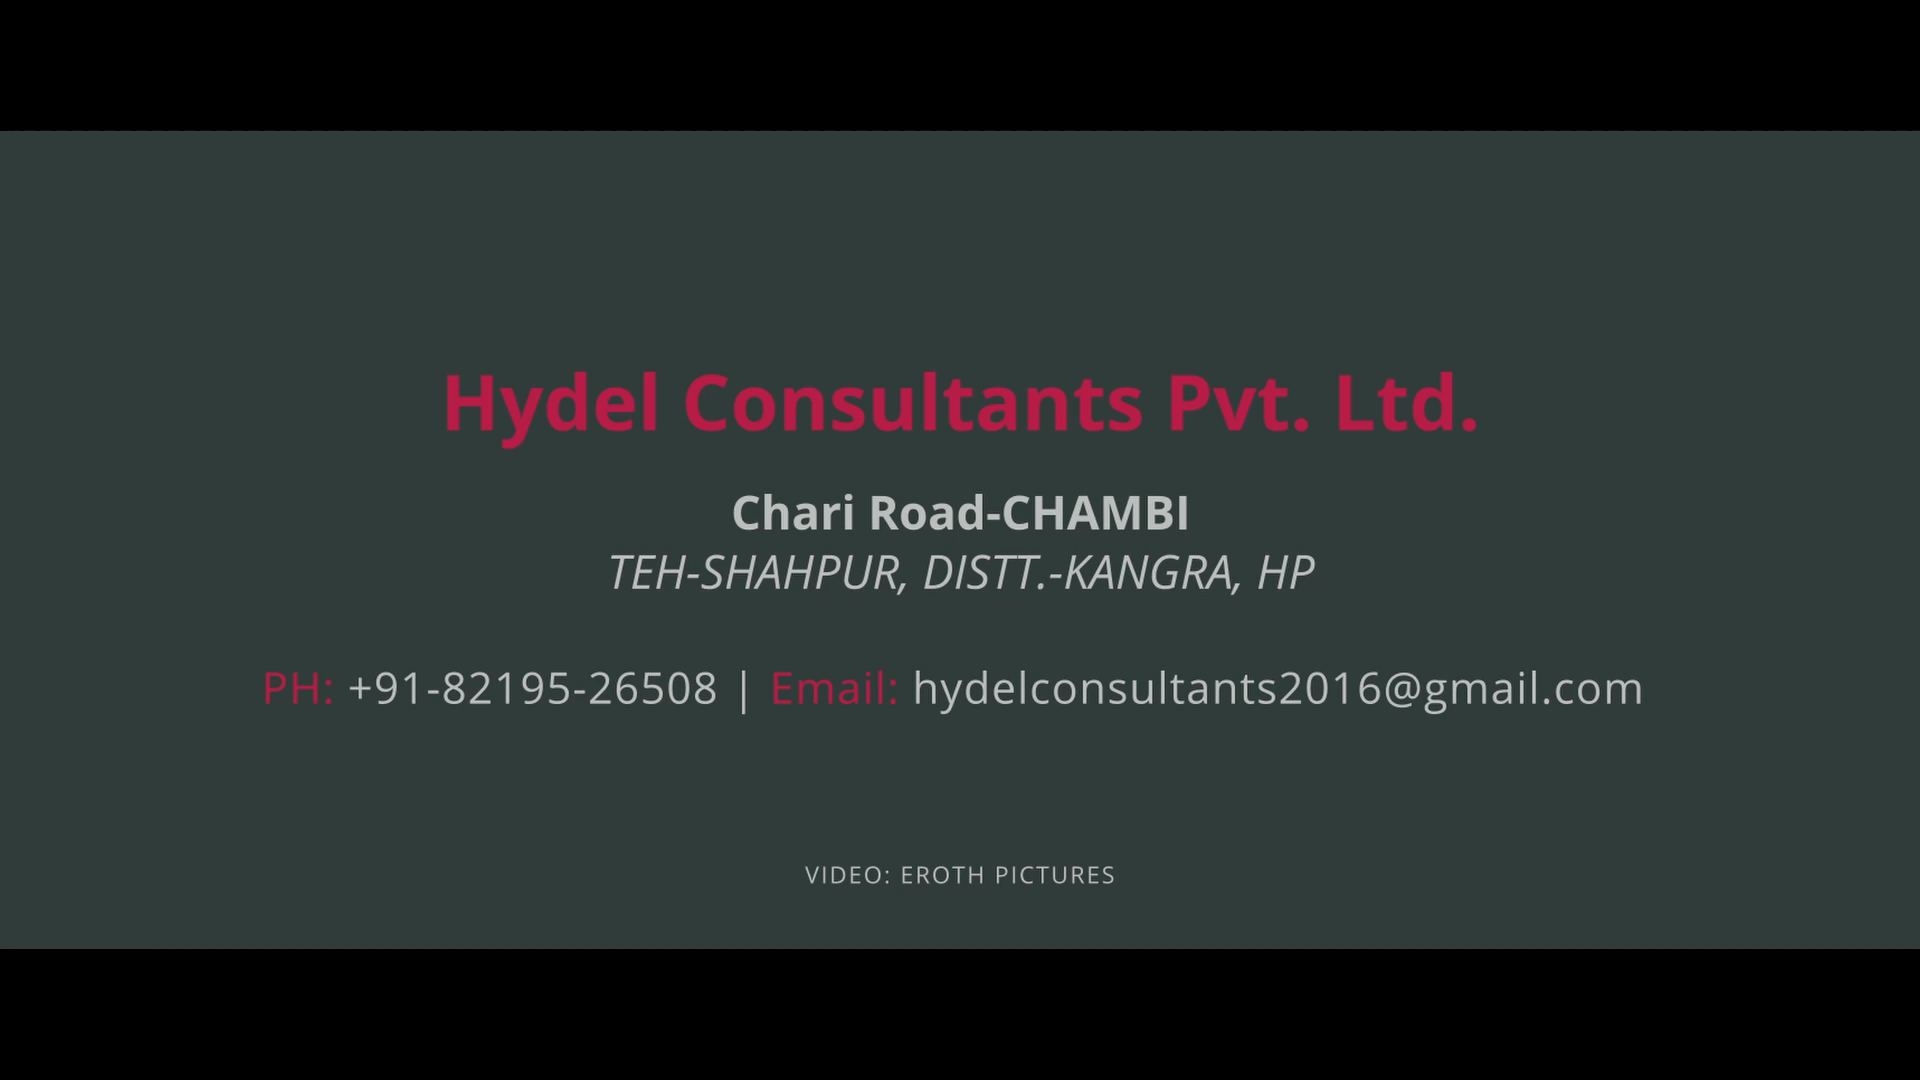 Hydel Consultants Pvt. Ltd.
Chari Road-CHAMBI
TEH-SHAHPUR, DISTT.-KANGRA, HP
PH: +91-82195-26508 | Email: hydelconsultants2016@gmail.com
VIDEO: EROTH PICTURES